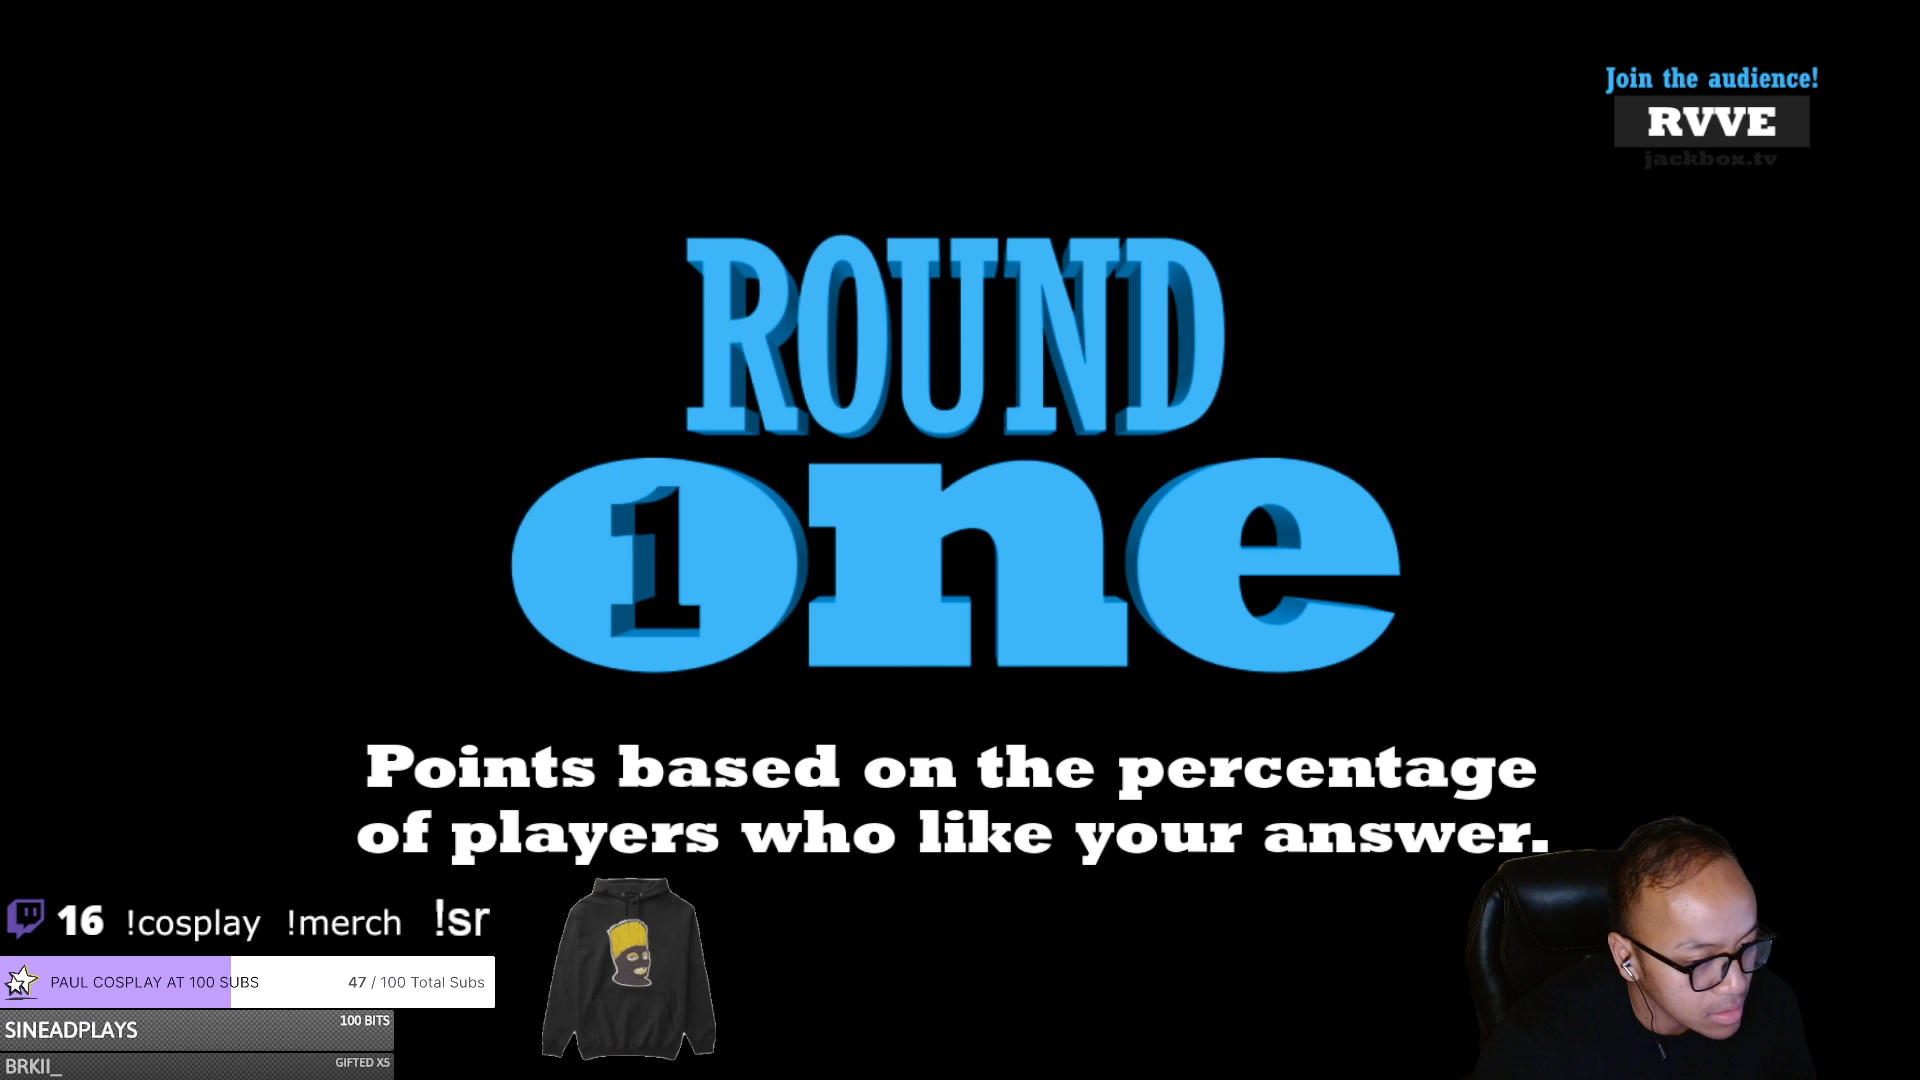 Join the audience!
RVVE
jackbox.tv
ROUND
One
1
Points based on the percentage
of players who like your answer.
16 !cosplay !merch !sr
PAUL COSPLAY AT 100 SUBS 47 / 100 Total Subs
SINEADPLAYS 100 BITS
BRKII_ GIFTED X5